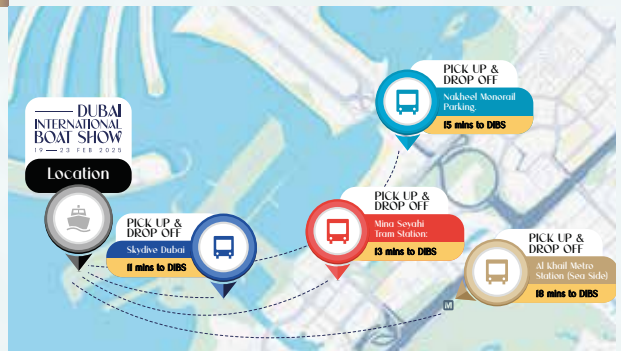 DUBAI
INTERNATIONAL
BOAT SHOW
19 — 23 FEB 2025
Location
PICK UP &
DROP OFF
Skydive Dubai
11 mins to DIBS
PICK UP &
DROP OFF
Mina Seyahi
Tram Station:
13 mins to DIBS
PICK UP &
DROP OFF
Nakheel Monorail
Parking.
15 mins to DIBS
PICK UP &
DROP OFF
Al Khail Metro
Station (Sea Side)
18 mins to DIBS
M